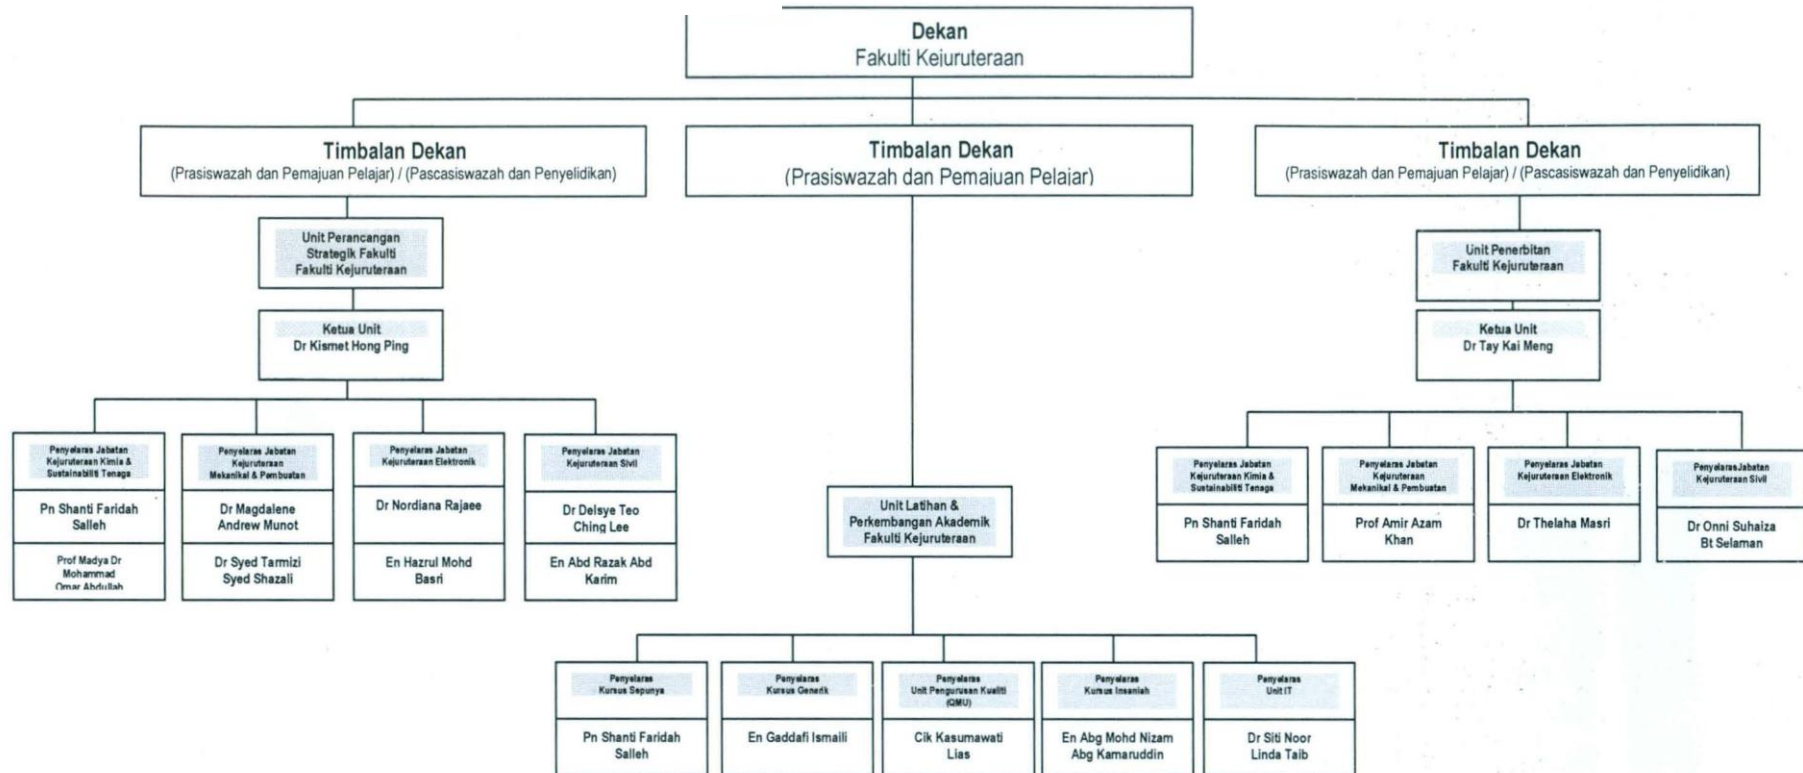 Dekan
Fakulti Kejuruteraan
Timbalan Dekan
(Prasiswazah dan Pemajuan Pelajar) / (Pascasiswazah dan Penyelidikan)
Timbalan Dekan
(Prasiswazah dan Pemajuan Pelajar)
Timbalan Dekan
(Prasiswazah dan Pemajuan Pelajar) / (Pascasiswazah dan Penyelidikan)
Unit Perancangan
Strategik Fakulti
Fakulti Kejuruteraan
Ketua Unit
Dr Kismet Hong Ping
Penyelaras Jabatan
Kejuruteraan Kimia &
Sustainabiliti Tenaga
Pn Shanti Faridah
Salleh
Prof Madya Dr
Mohammad
Omar Abdullah
Penyelaras Jabatan
Kejuruteraan
Mekanikal & Pembuatan
Dr Magdalene
Andrew Munot
Dr Syed Tarmizi
Syed Shazali
Penyelaras Jabatan
Kejuruteraan Elektronik
Dr Nordiana Rajaee
En Hazrul Mohd
Basri
Penyelaras Jabatan
Kejuruteraan Sivil
Dr Delsye Teo
Ching Lee
En Abd Razak Abd
Karim
Unit Latihan &
Perkembangan Akademik
Fakulti Kejuruteraan
Penyelaras
Kursus Sepunya
Pn Shanti Faridah
Salleh
Penyelaras
Kursus Generik
En Gaddafi Ismaili
Penyelaras
Unit Pengurusan Kualiti
(QMU)
Cik Kasumawati
Lias
Penyelaras
Kursus Insaniah
En Abg Mohd Nizam
Abg Kamaruddin
Penyelaras
Unit IT
Dr Siti Noor
Linda Taib
Unit Penerbitan
Fakulti Kejuruteraan
Ketua Unit
Dr Tay Kai Meng
Penyelaras Jabatan
Kejuruteraan Kimia &
Sustainabiliti Tenaga
Pn Shanti Faridah
Salleh
Penyelaras Jabatan
Kejuruteraan
Mekanikal & Pembuatan
Prof Amir Azam
Khan
Penyelaras Jabatan
Kejuruteraan Elektronik
Dr Thelaha Masri
PenyelarasJabatan
Kejuruteraan Sivil
Dr Onni Suhaiza
Bt Selaman